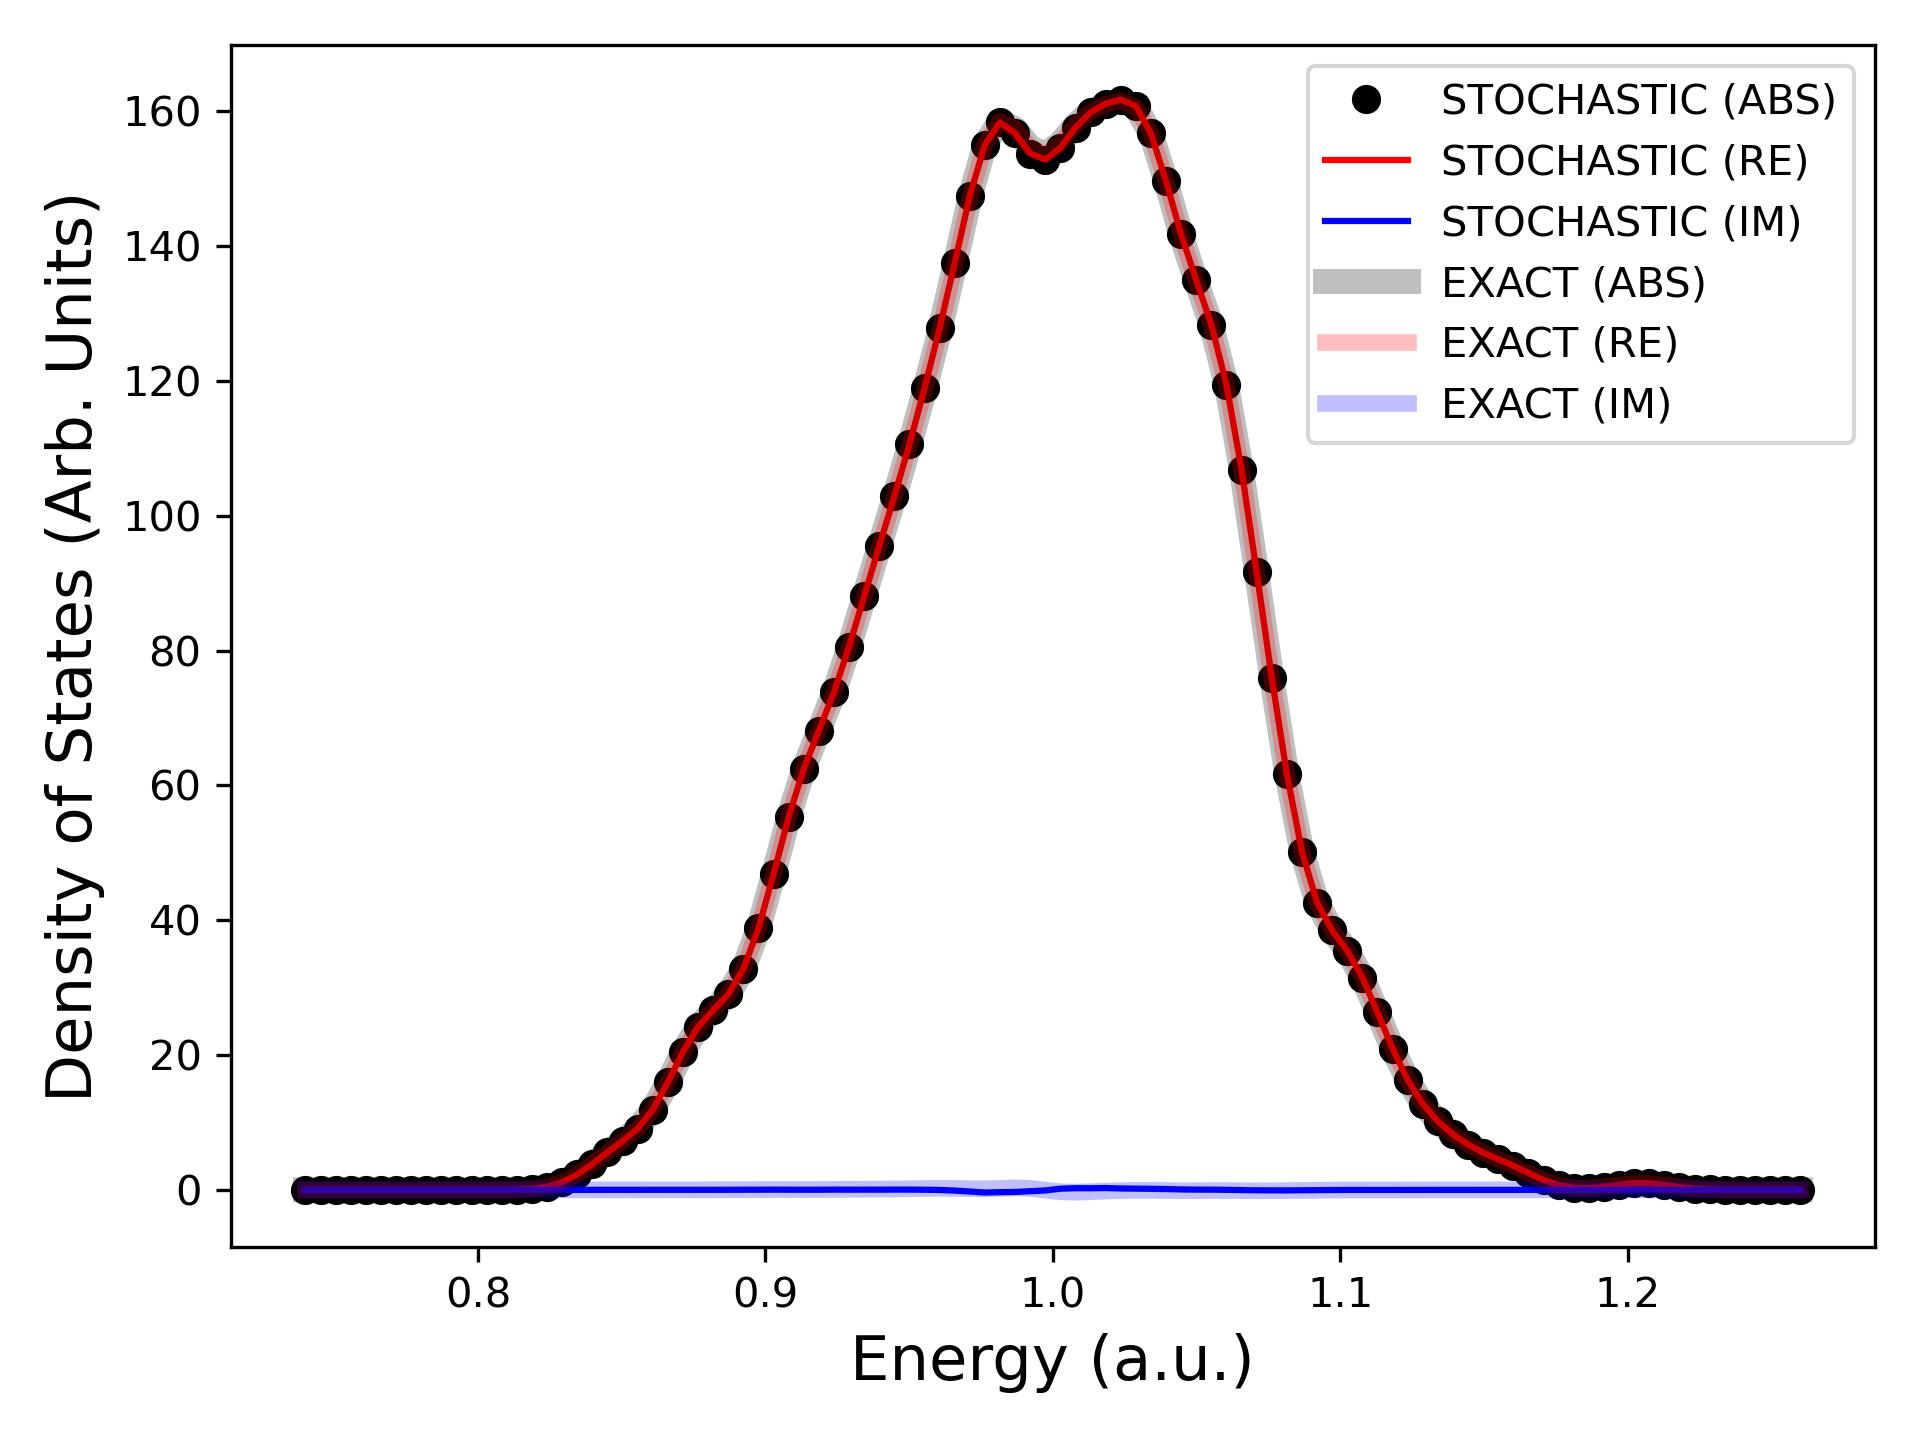 Density of States (Arb. Units)
160
140
120
100
80
60
40
20
0
STOCHASTIC (ABS)
STOCHASTIC (RE)
STOCHASTIC (IM)
EXACT (ABS)
EXACT (RE)
EXACT (IM)
0.8 0.9 1.0 1.1 1.2
Energy (a.u.)